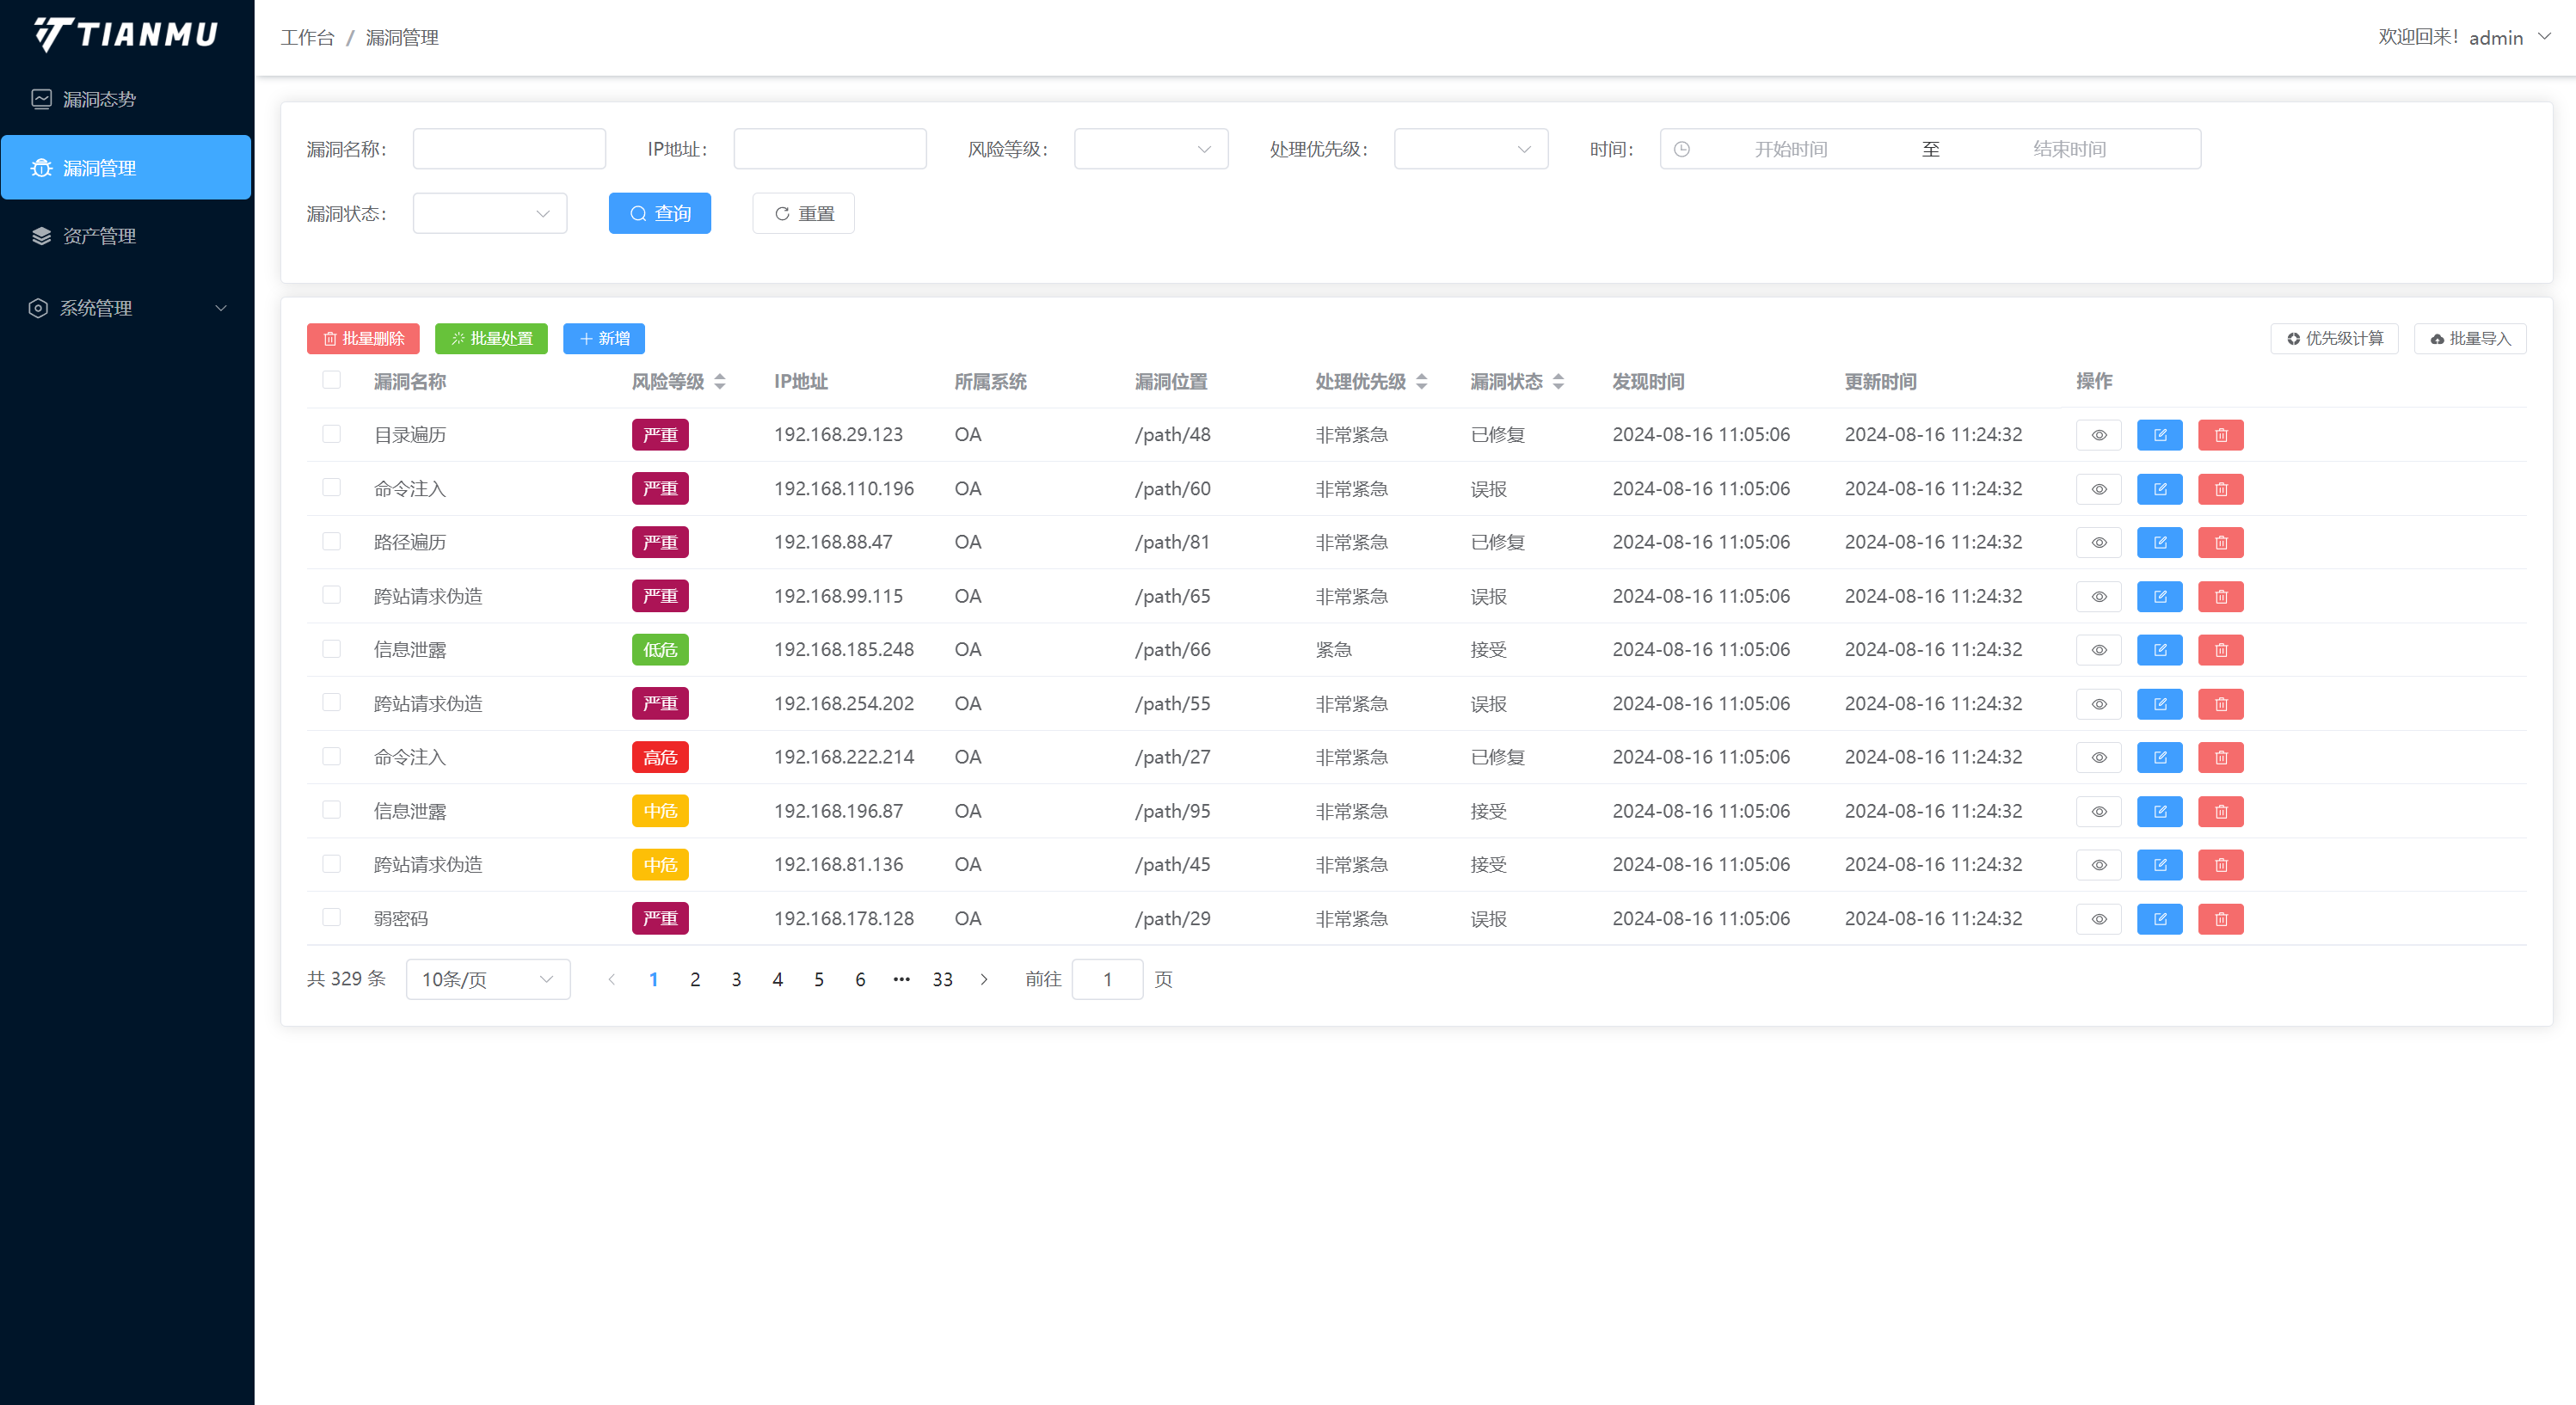 TIANMU
工作台 / 漏洞管理
欢迎回来！ admin
漏洞态势
漏洞管理
资产管理
系统管理
漏洞名称： IP地址： 风险等级： 处理优先级： 时间： 开始时间 至 结束时间
漏洞状态： 查询 重置
批量删除 批量处置 新增 优先级计算 批量导入
漏洞名称 风险等级 IP地址 所属系统 漏洞位置 处理优先级 漏洞状态 发现时间 更新时间 操作
目录遍历 严重 192.168.29.123 OA /path/48 非常紧急 已修复 2024-08-16 11:05:06 2024-08-16 11:24:32
命令注入 严重 192.168.110.196 OA /path/60 非常紧急 误报 2024-08-16 11:05:06 2024-08-16 11:24:32
路径遍历 严重 192.168.88.47 OA /path/81 非常紧急 已修复 2024-08-16 11:05:06 2024-08-16 11:24:32
跨站请求伪造 严重 192.168.99.115 OA /path/65 非常紧急 误报 2024-08-16 11:05:06 2024-08-16 11:24:32
信息泄露 低危 192.168.185.248 OA /path/66 紧急 接受 2024-08-16 11:05:06 2024-08-16 11:24:32
跨站请求伪造 严重 192.168.254.202 OA /path/55 非常紧急 误报 2024-08-16 11:05:06 2024-08-16 11:24:32
命令注入 高危 192.168.222.214 OA /path/27 非常紧急 已修复 2024-08-16 11:05:06 2024-08-16 11:24:32
信息泄露 中危 192.168.196.87 OA /path/95 非常紧急 接受 2024-08-16 11:05:06 2024-08-16 11:24:32
跨站请求伪造 中危 192.168.81.136 OA /path/45 非常紧急 接受 2024-08-16 11:05:06 2024-08-16 11:24:32
弱密码 严重 192.168.178.128 OA /path/29 非常紧急 误报 2024-08-16 11:05:06 2024-08-16 11:24:32
共 329 条 10条/页 1 2 3 4 5 6 ••• 33 前往 1 页